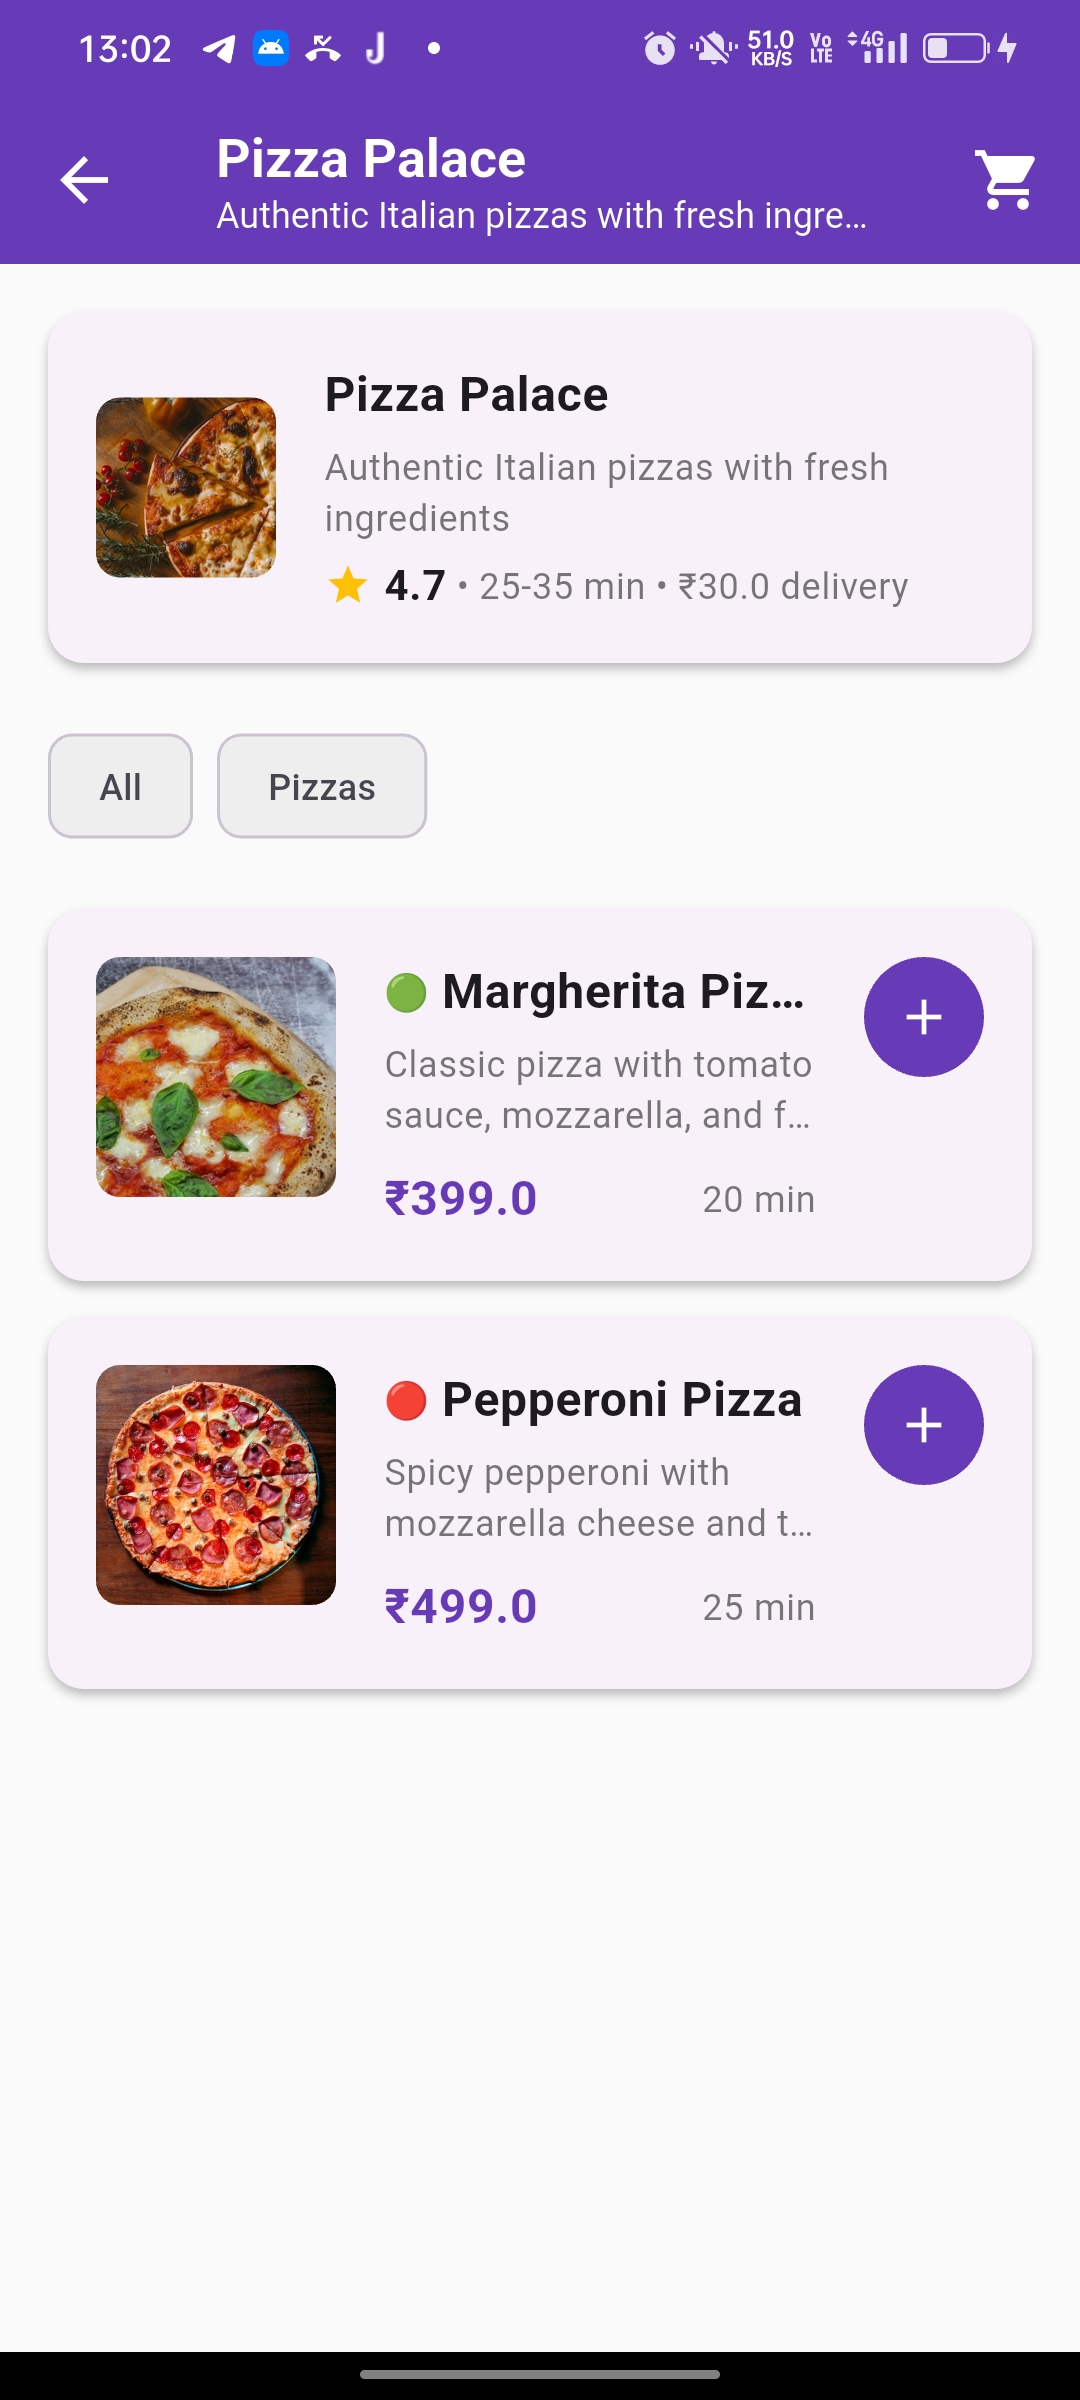 13:02
51.0
KB/S
Vo
LTE
4G
Pizza Palace
Authentic Italian pizzas with fresh ingre...
Pizza Palace
Authentic Italian pizzas with fresh
ingredients
4.7 • 25-35 min • ₹30.0 delivery
All
Pizzas
Margherita Piz...
Classic pizza with tomato
sauce, mozzarella, and f...
₹399.0
20 min
Pepperoni Pizza
Spicy pepperoni with
mozzarella cheese and t...
₹499.0
25 min